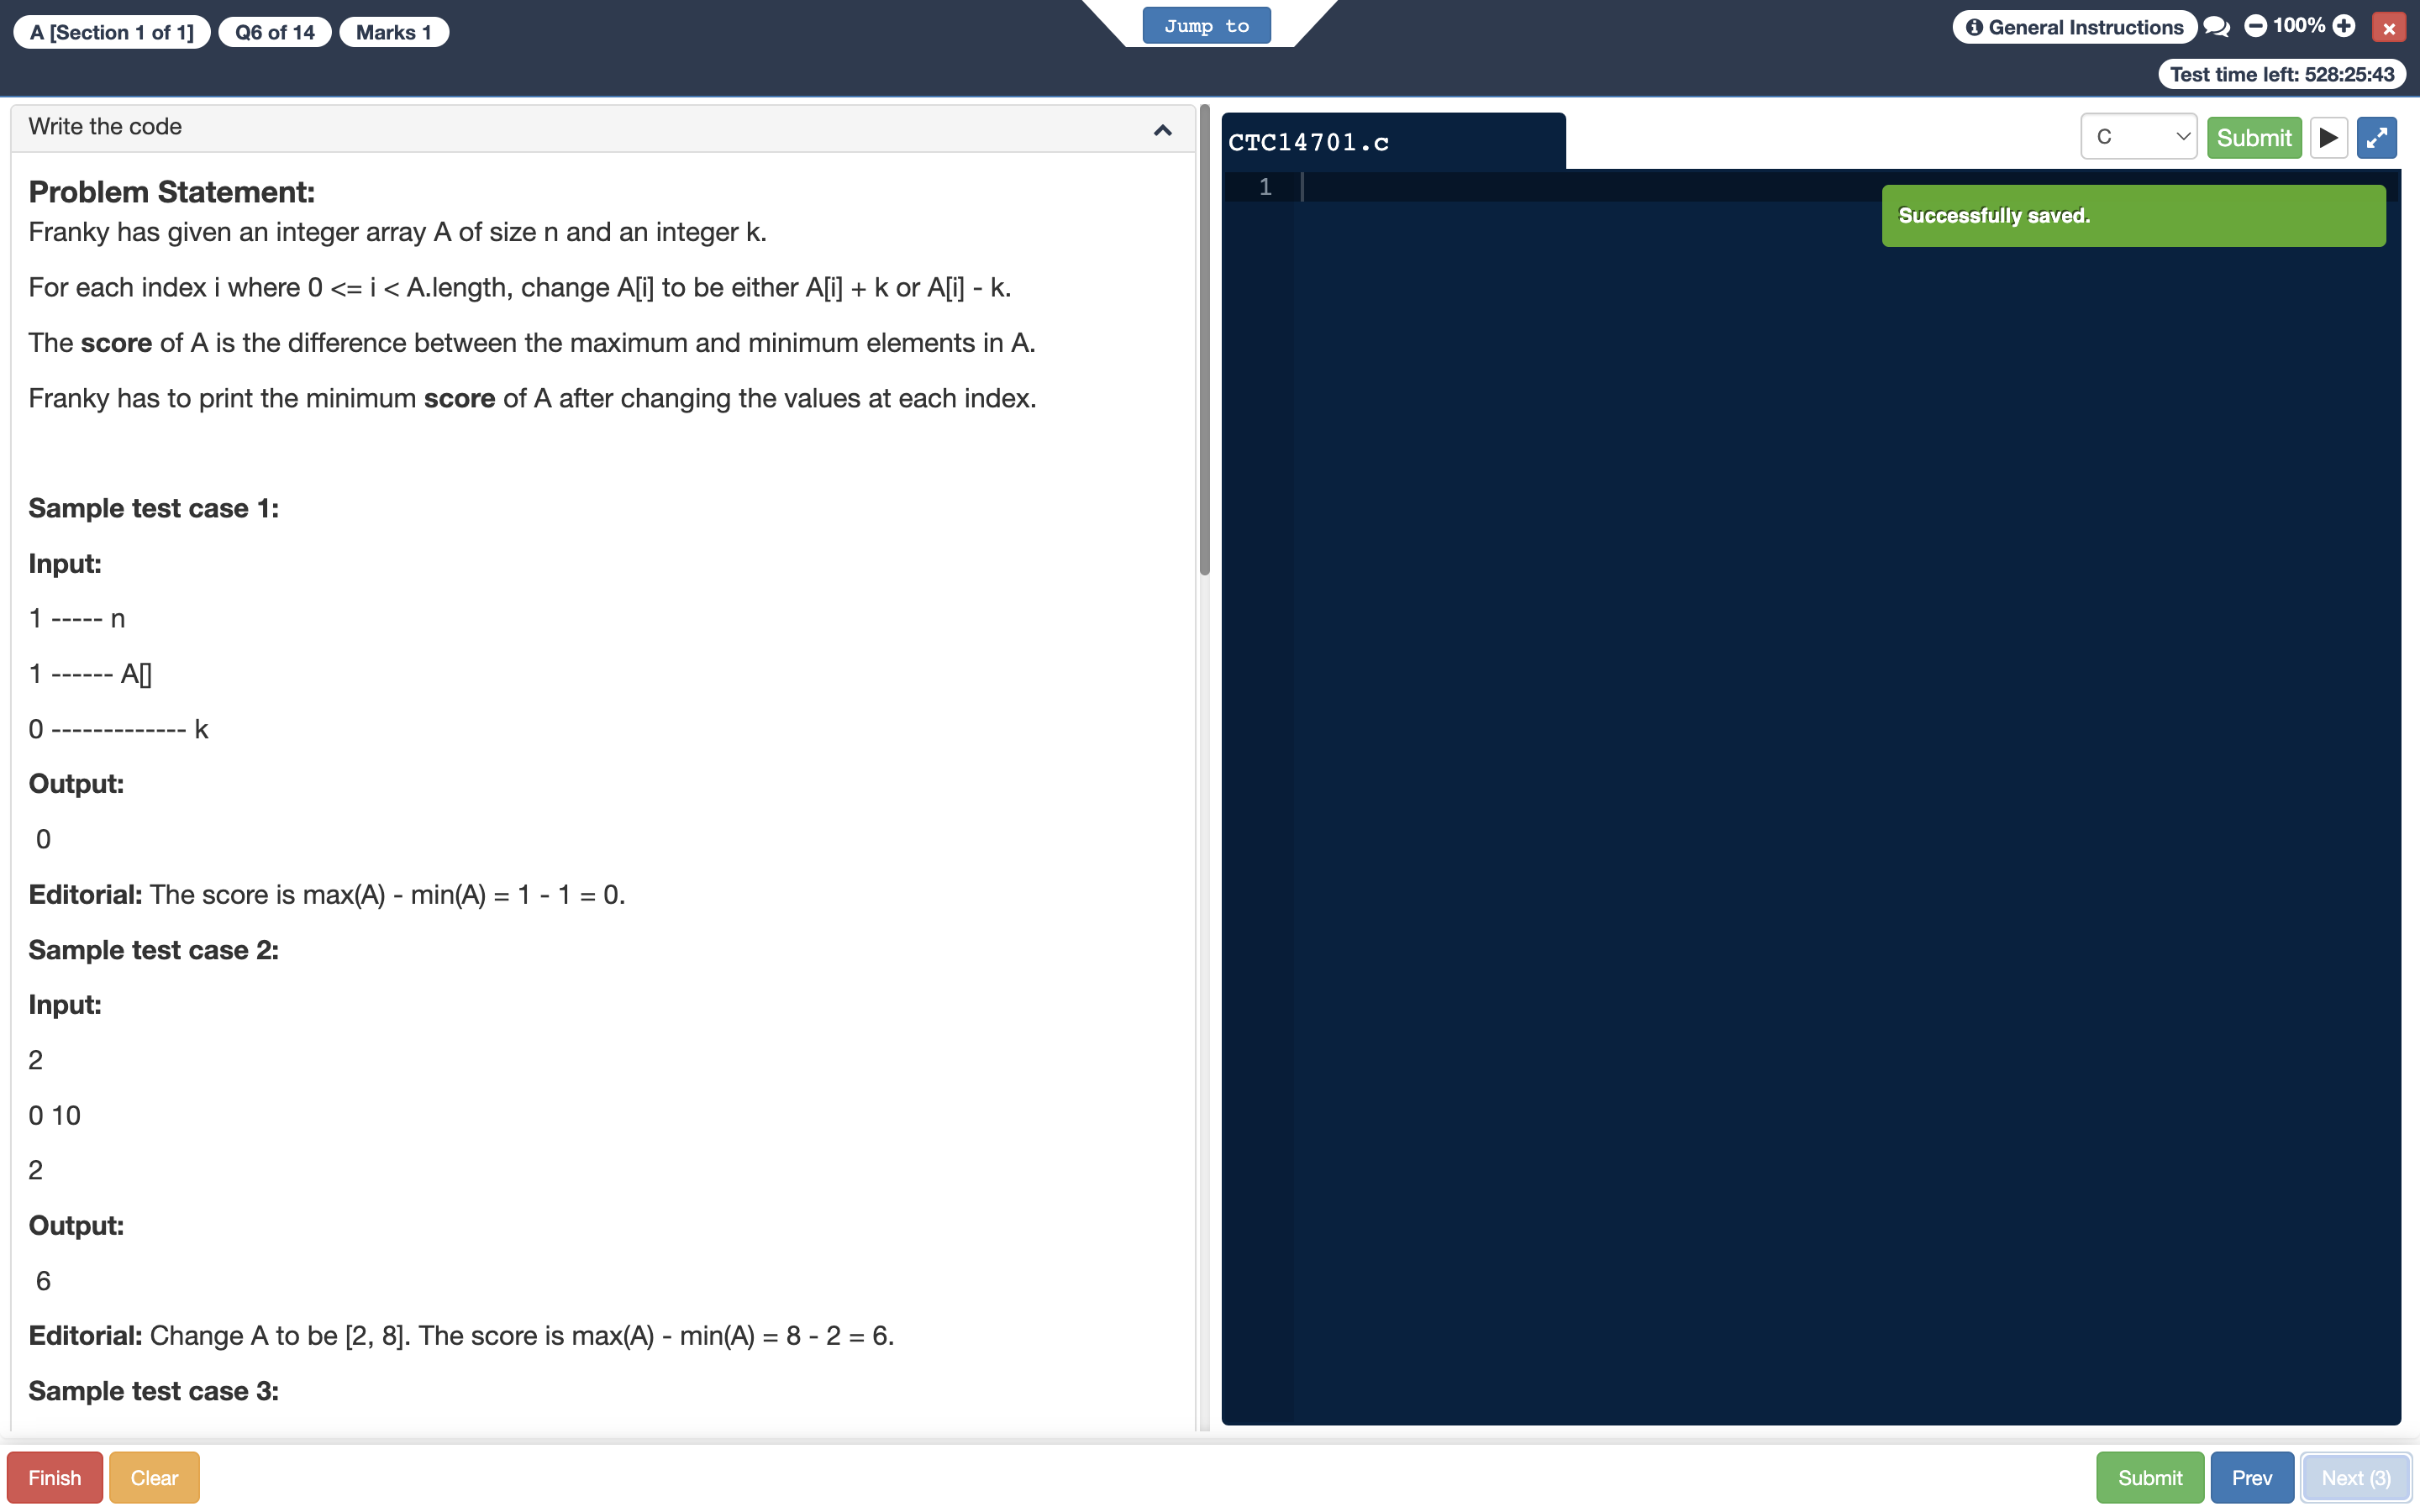 A [Section 1 of 1]
Q6 of 14
Marks 1
Jump to
General Instructions
100%
Test time left: 528:25:43
Write the code
Problem Statement:
Franky has given an integer array A of size n and an integer k.
For each index i where 0 <= i < A.length, change A[i] to be either A[i] + k or A[i] - k.
The score of A is the difference between the maximum and minimum elements in A.
Franky has to print the minimum score of A after changing the values at each index.
Sample test case 1:
Input:
1 ----- n
1 ------ A[]
0 ------------- k
Output:
0
Editorial: The score is max(A) - min(A) = 1 - 1 = 0.
Sample test case 2:
Input:
2
0 10
2
Output:
6
Editorial: Change A to be [2, 8]. The score is max(A) - min(A) = 8 - 2 = 6.
Sample test case 3:
CTC14701.c
C
Submit
1
Successfully saved.
Finish
Clear
Submit
Prev
Next (3)